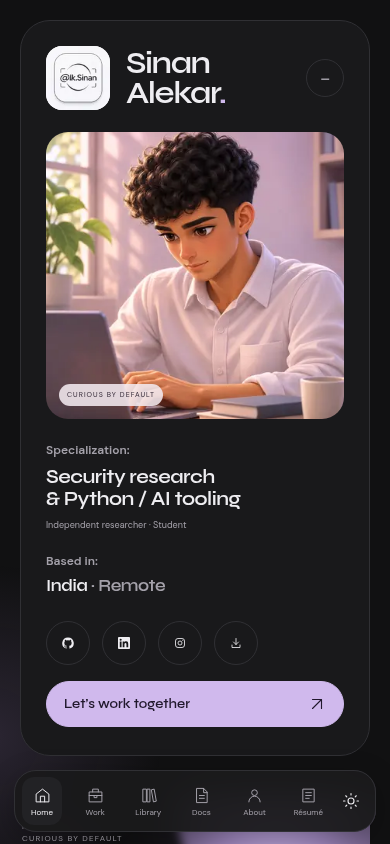 @Ik.Sinan
Sinan
Alekar.
CURIOUS BY DEFAULT
Specialization:
Security research
& Python / AI tooling
Independent researcher · Student
Based in:
India · Remote
Let's work together
Home
Work
Library
Docs
About
Résumé
CURIOUS BY DEFAULT